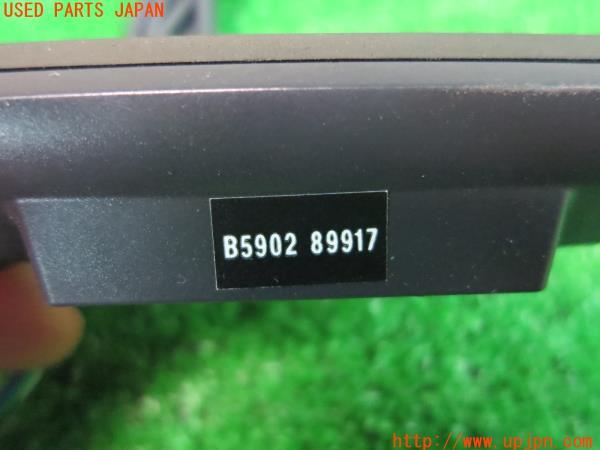 USED PARTS JAPAN
B5902 89917
http://www.upjpn.com